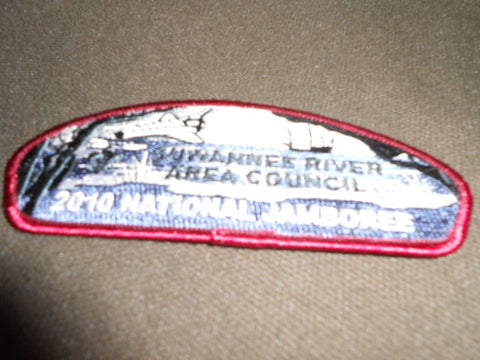 SUWANNEE RIVER
AREA COUNCIL
2010 NATIONAL JAMBOREE